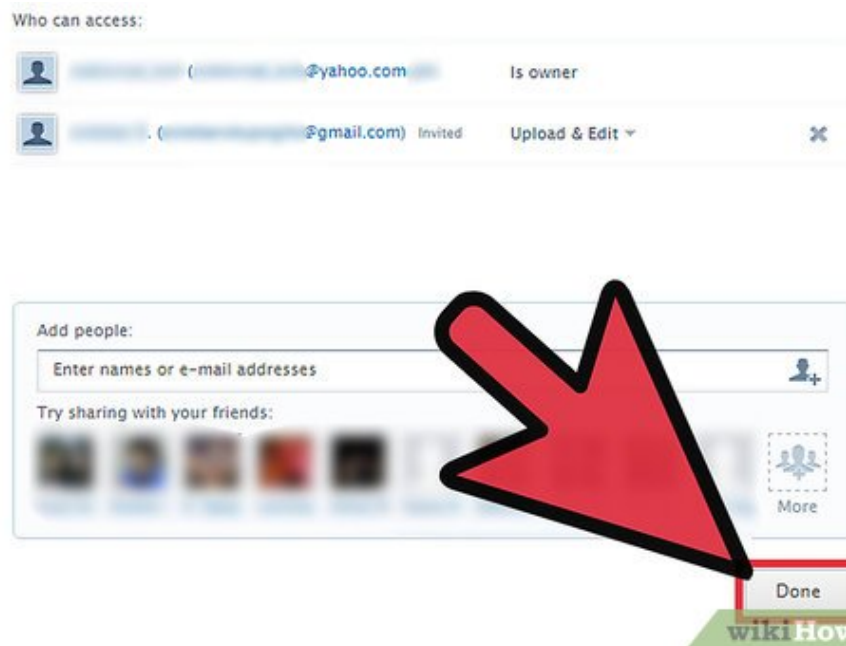 Who can access:
( @yahoo.com Is owner
. ( @gmail.com) Invited Upload & Edit
Add people:
Enter names or e-mail addresses
Try sharing with your friends:
More
Done
wikiHow